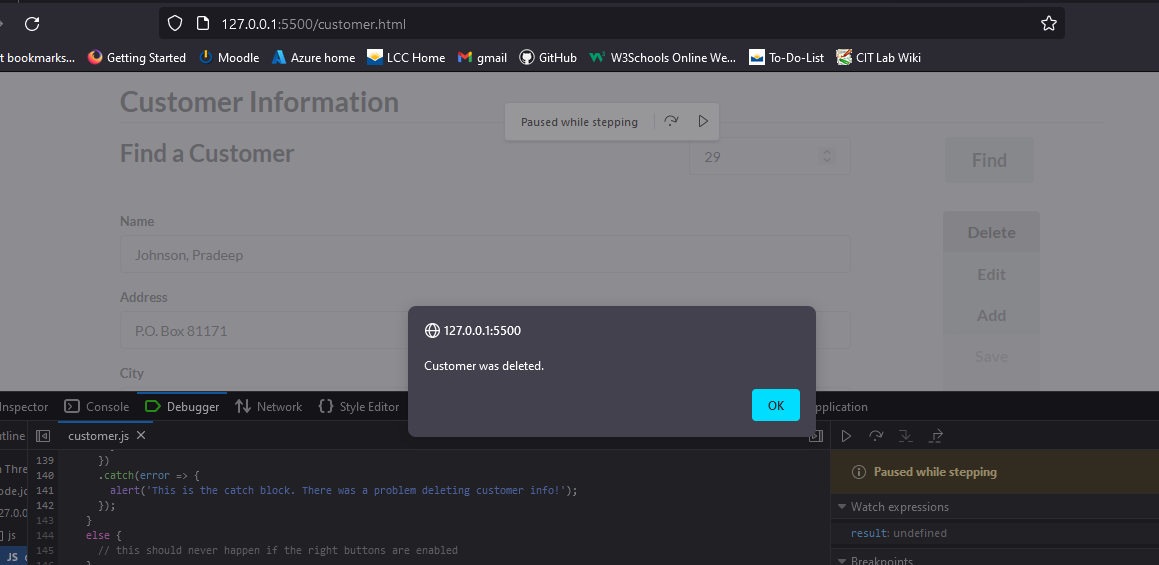 127.0.0.1:5500/customer.html
t bookmarks... Getting Started Moodle Azure home LCC Home gmail GitHub W3Schools Online We... To-Do-List CIT Lab Wiki
Customer Information
Paused while stepping
Find a Customer 29 Find
Name
Delete
Johnson, Pradeep
Edit
Address
Add
P.O. Box 81171
Save
City
127.0.0.1:5500
Customer was deleted.
OK
Inspector Console Debugger Network Style Editor pplication
utline customer.js
139 })
140 .catch(error => {
141 alert('This is the catch block. There was a problem deleting customer info!');
142 });
143 }
144 else {
145 // this should never happen if the right buttons are enabled
n Thre
ode.jc
27.0.0
js
JS
Paused while stepping
Watch expressions
result: undefined
Breakpoints